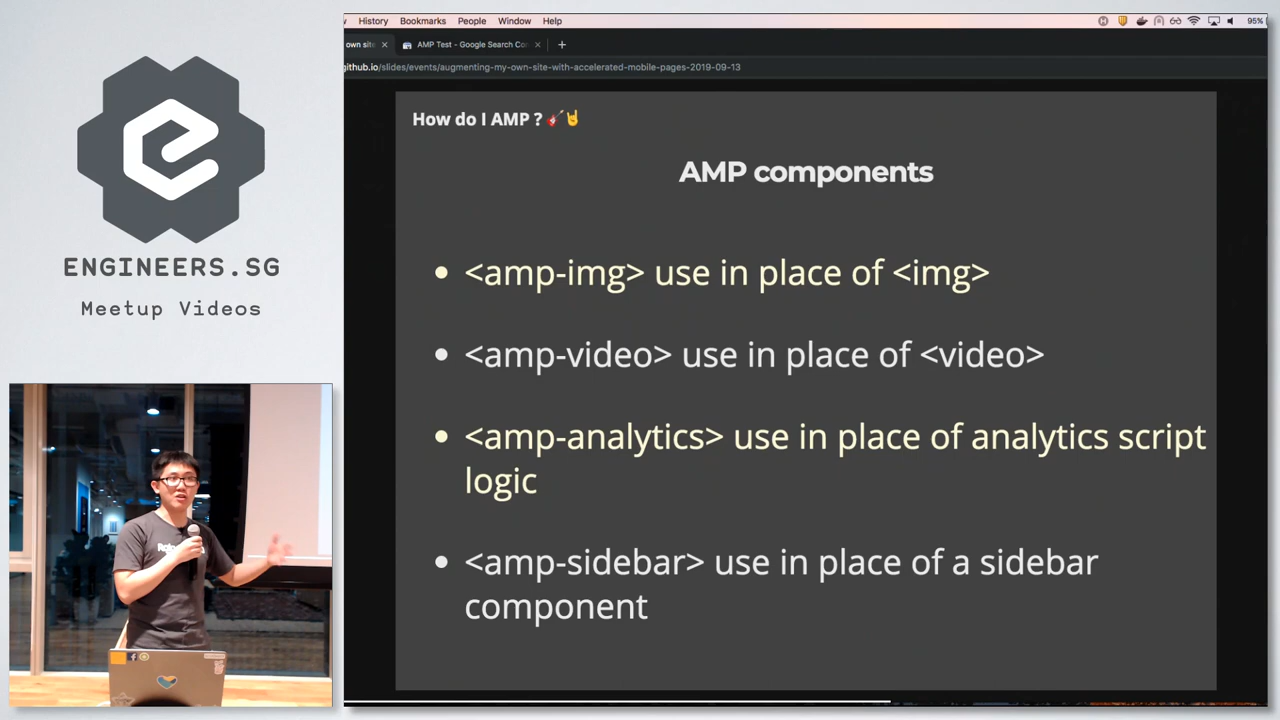 History Bookmarks People Window Help
95%
own site
AMP Test - Google Search Co
github.io/slides/events/augmenting-my-own-site-with-accelerated-mobile-pages-2019-09-13
How do I AMP ?
AMP components
<amp-img> use in place of <img>
<amp-video> use in place of <video>
<amp-analytics> use in place of analytics script
logic
<amp-sidebar> use in place of a sidebar
component
ENGINEERS.SG
Meetup Videos